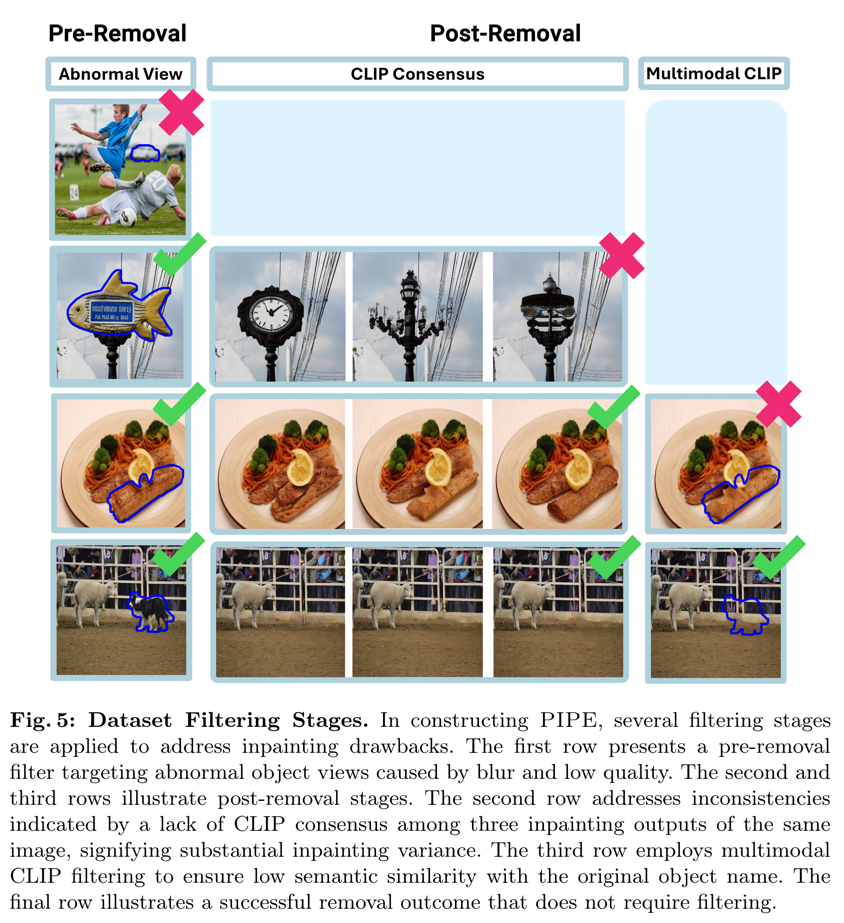 Pre-Removal
Post-Removal
Abnormal View
CLIP Consensus
Multimodal CLIP
Fig. 5: Dataset Filtering Stages. In constructing PIPE, several filtering stages
are applied to address inpainting drawbacks. The first row presents a pre-removal
filter targeting abnormal object views caused by blur and low quality. The second and
third rows illustrate post-removal stages. The second row addresses inconsistencies
indicated by a lack of CLIP consensus among three inpainting outputs of the same
image, signifying substantial inpainting variance. The third row employs multimodal
CLIP filtering to ensure low semantic similarity with the original object name. The
final row illustrates a successful removal outcome that does not require filtering.